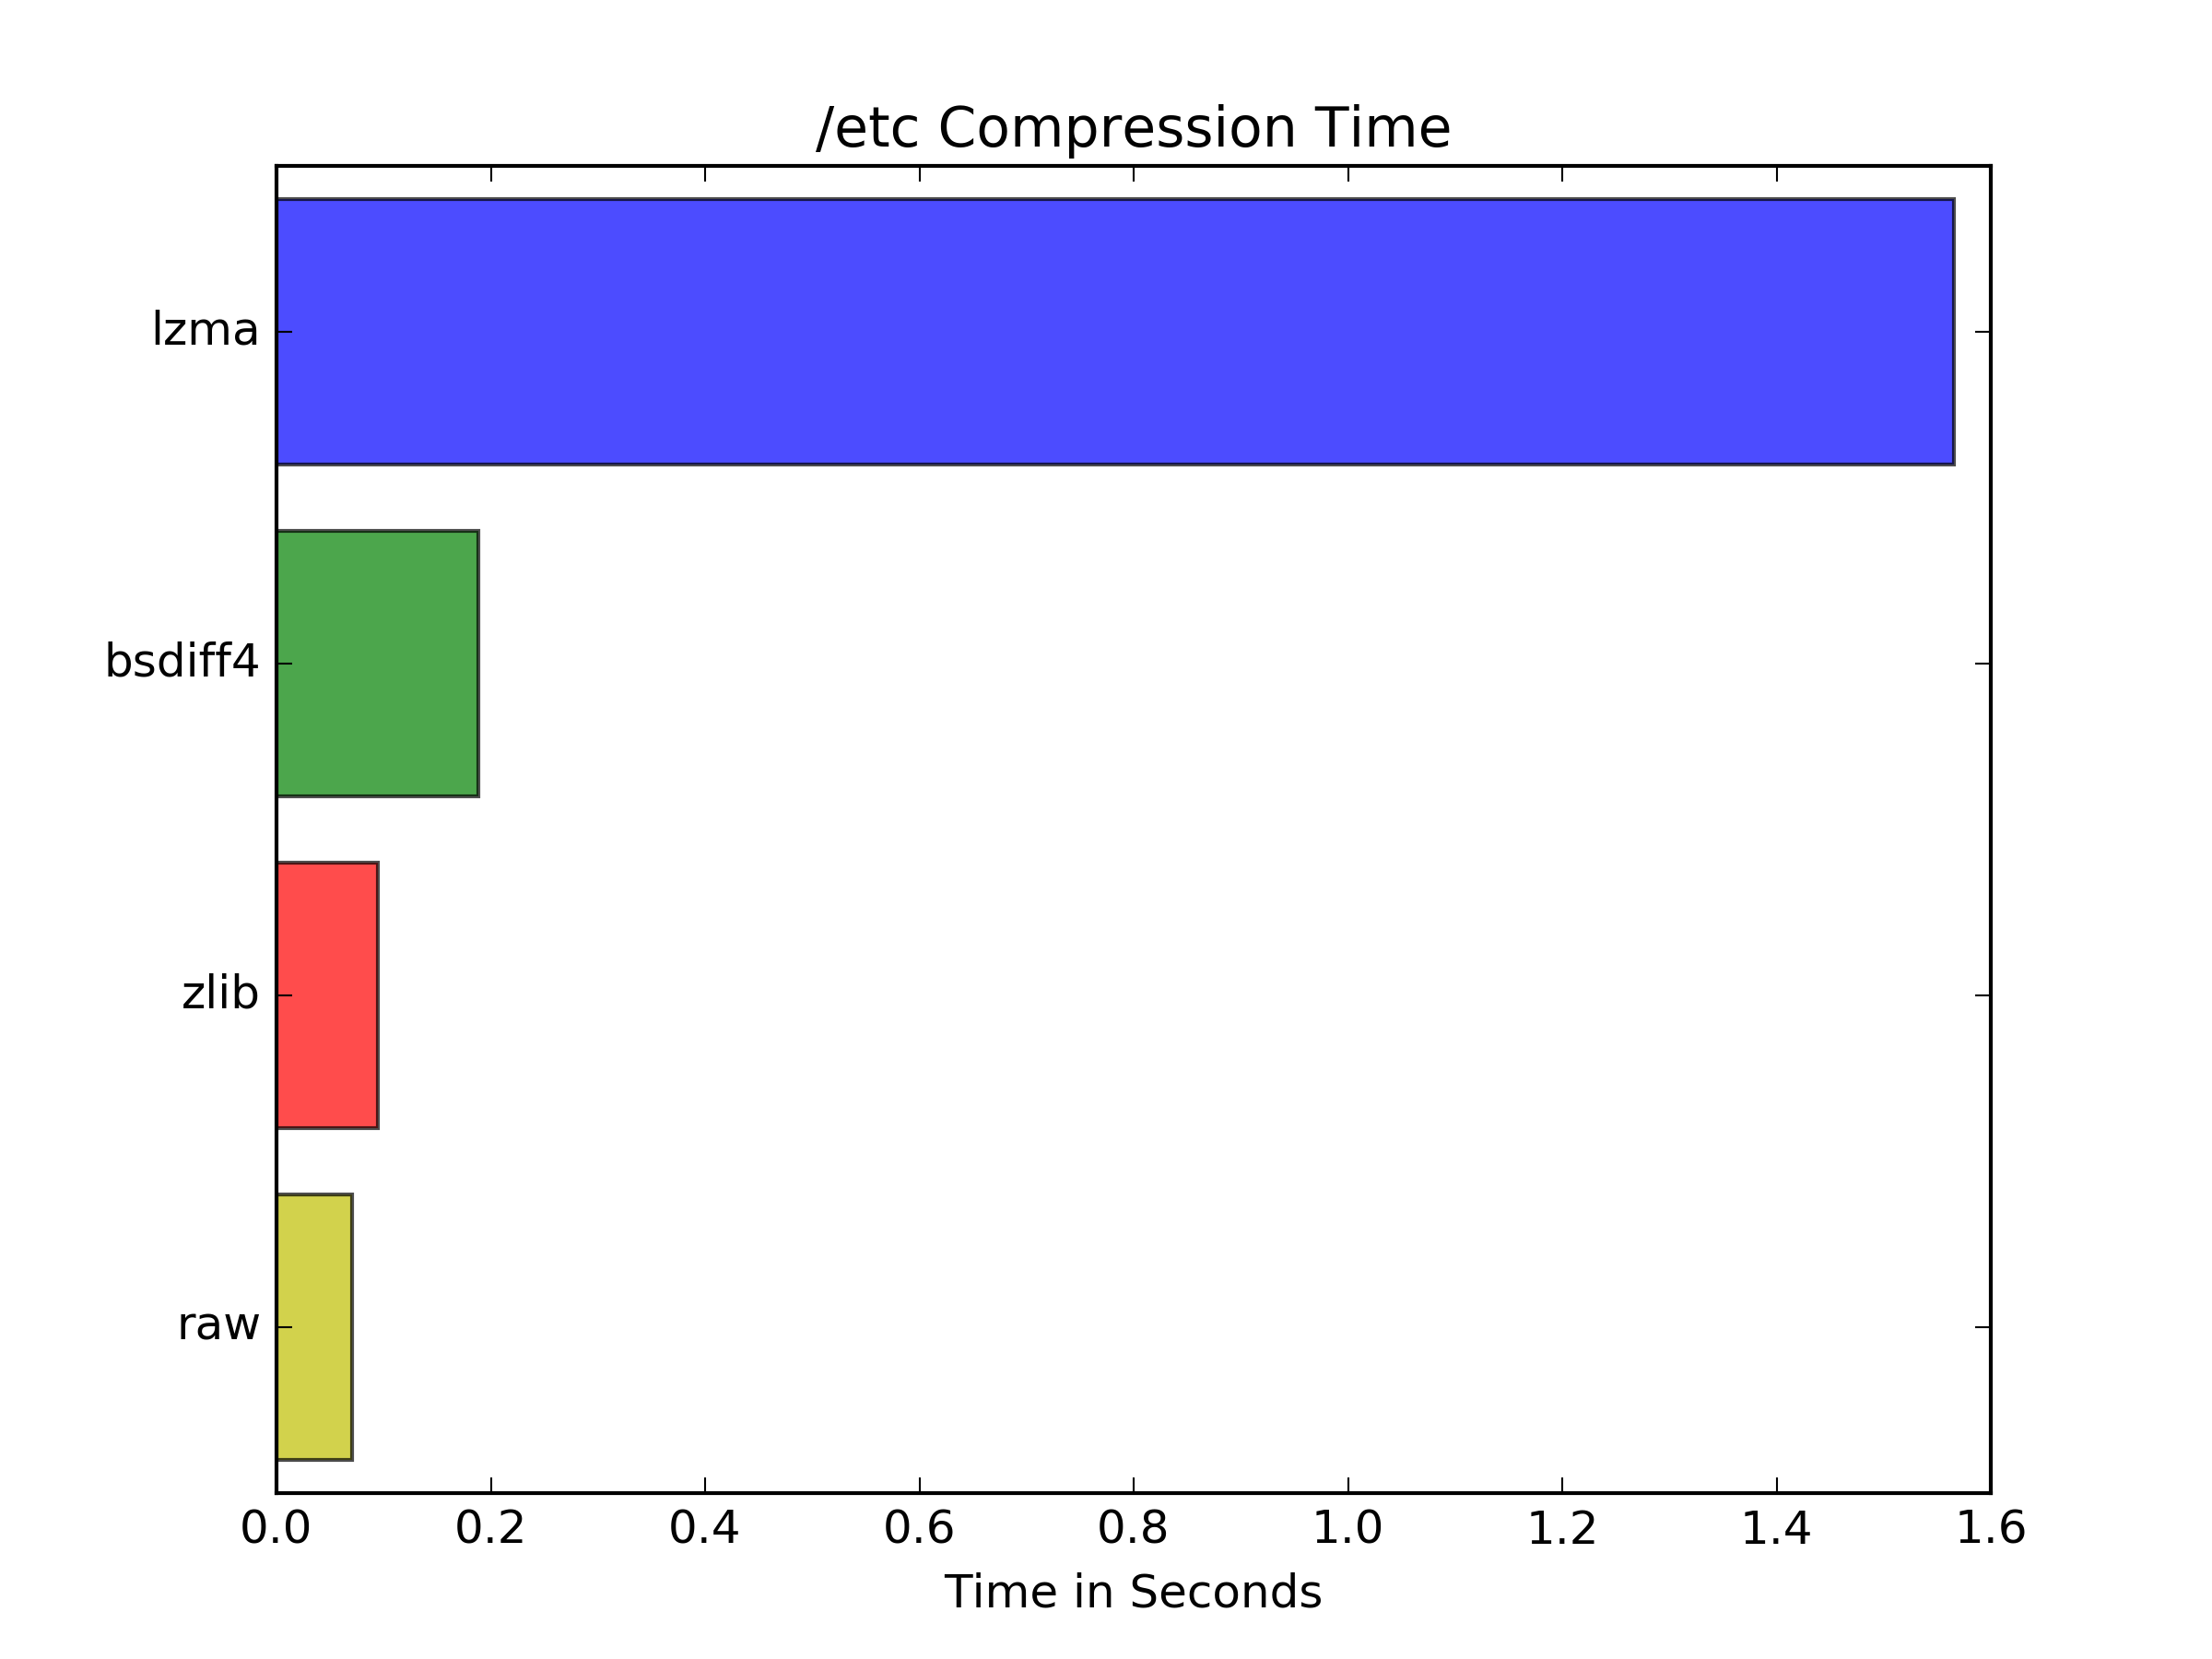 /etc Compression Time
lzma
bsdiff4
zlib
raw
0.0 0.2 0.4 0.6 0.8 1.0 1.2 1.4 1.6
Time in Seconds